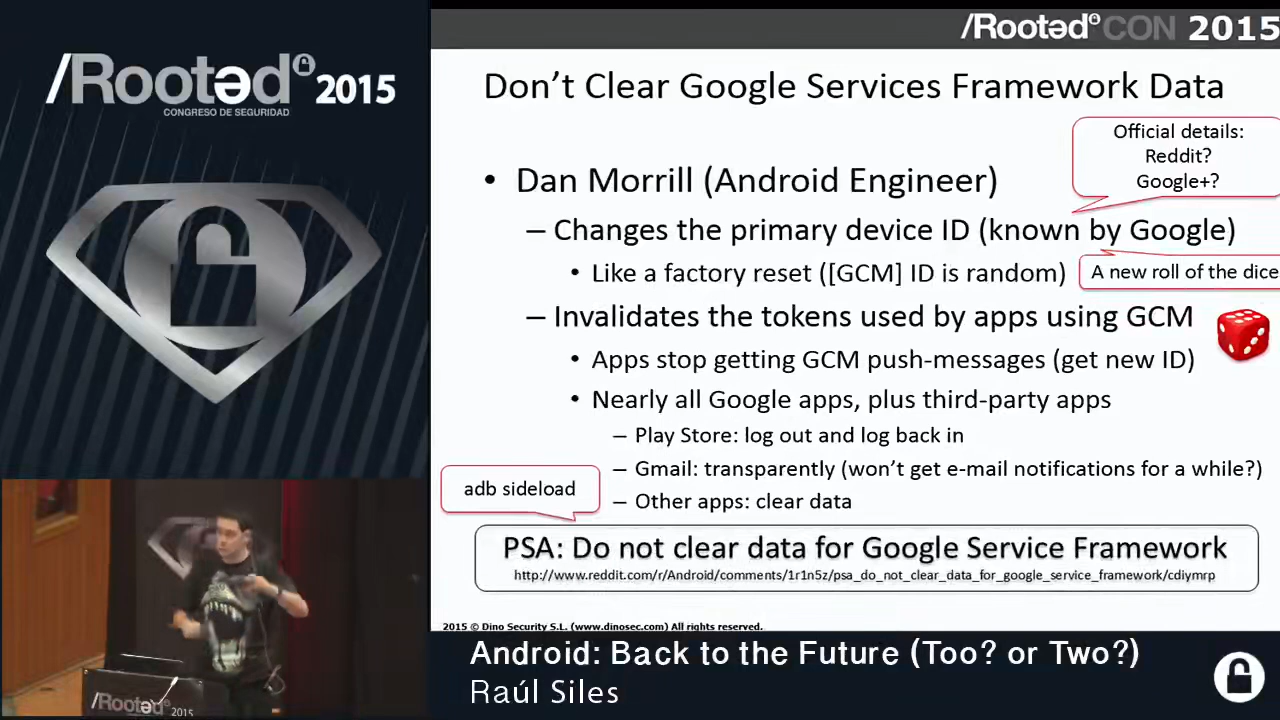 /Rootəd 2015
CONGRESO DE SEGURIDAD
/Rootəd CON 2015
Don't Clear Google Services Framework Data
Official details:
Reddit?
Google+?
• Dan Morrill (Android Engineer)
– Changes the primary device ID (known by Google)
• Like a factory reset ([GCM] ID is random)
A new roll of the dice
– Invalidates the tokens used by apps using GCM
• Apps stop getting GCM push-messages (get new ID)
• Nearly all Google apps, plus third-party apps
– Play Store: log out and log back in
– Gmail: transparently (won't get e-mail notifications for a while?)
– Other apps: clear data
adb sideload
PSA: Do not clear data for Google Service Framework
http://www.reddit.com/r/Android/comments/1r1n5z/psa_do_not_clear_data_for_google_service_framework/cdiymrp
2015 © Dino Security S.L. (www.dinosec.com) All rights reserved.
Android: Back to the Future (Too? or Two?)
Raúl Siles
/Rootəd
2015